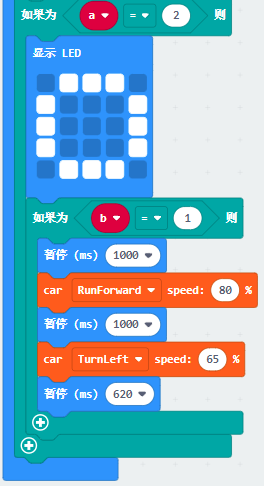 如果为 a = 2 则
显示 LED
如果为 b = 1 则
暂停 (ms) 1000
car RunForward speed: 80 %
暂停 (ms) 1000
car TurnLeft speed: 65 %
暂停 (ms) 620